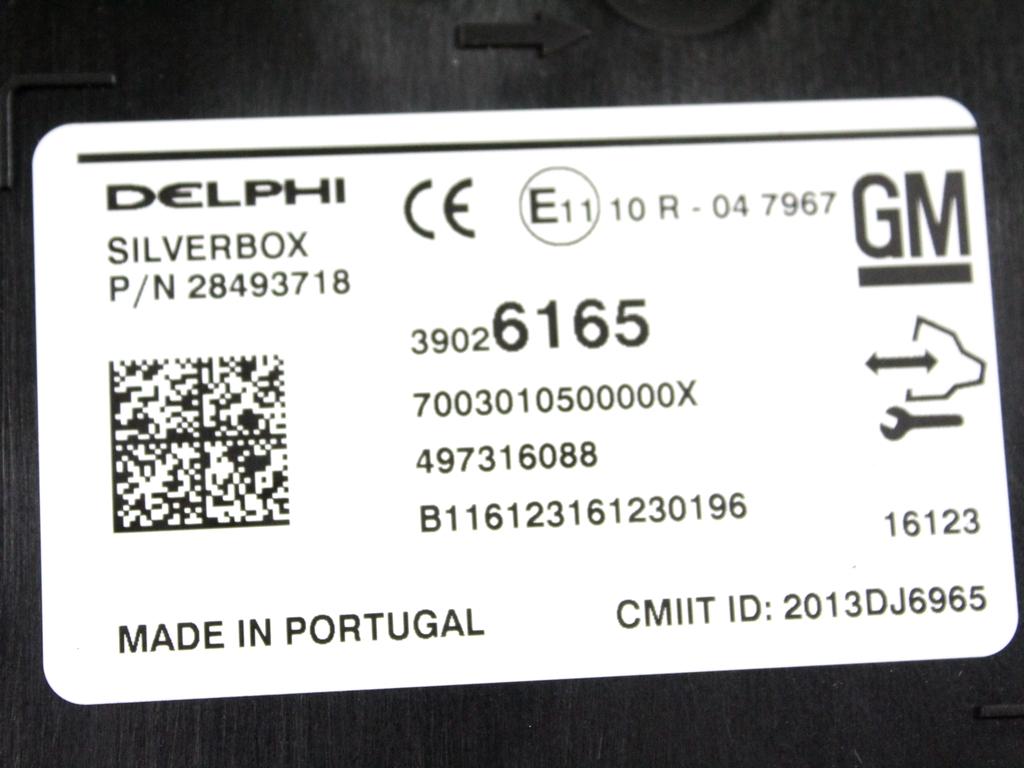 DELPHI CE E11 10 R - 04 7967 GM
SILVERBOX
P/N 28493718
39026165
7003010500000X
497316088
B116123161230196
16123
MADE IN PORTUGAL
CMIIT ID: 2013DJ6965